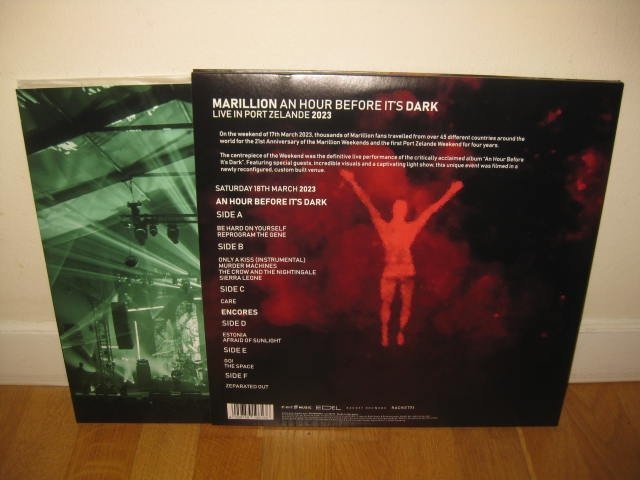 MARILLION AN HOUR BEFORE IT'S DARK
LIVE IN PORT ZELANDE 2023
On the weekend of 17th March 2023, thousands of Marillion fans travelled from over 45 different countries around the
world for the 21st Anniversary of the Marillion Weekends and the first Port Zelande Weekend for four years.
The centrepiece of the Weekend was the definitive live performance of the critically acclaimed album "An Hour Before
It's Dark". Featuring special guests, incredible visuals and a captivating light show, this unique event was filmed in a
newly reconfigured, custom built venue.
SATURDAY 18TH MARCH 2023
AN HOUR BEFORE IT'S DARK
SIDE A
BE HARD ON YOURSELF
REPROGRAM THE GENE
SIDE B
ONLY A KISS (INSTRUMENTAL)
MURDER MACHINES
THE CROW AND THE NIGHTINGALE
SIERRA LEONE
SIDE C
CARE
ENCORES
SIDE D
ESTONIA
AFRAID OF SUNLIGHT
SIDE E
GO!
THE SPACE
SIDE F
ZEPARATED OUT
EDEL